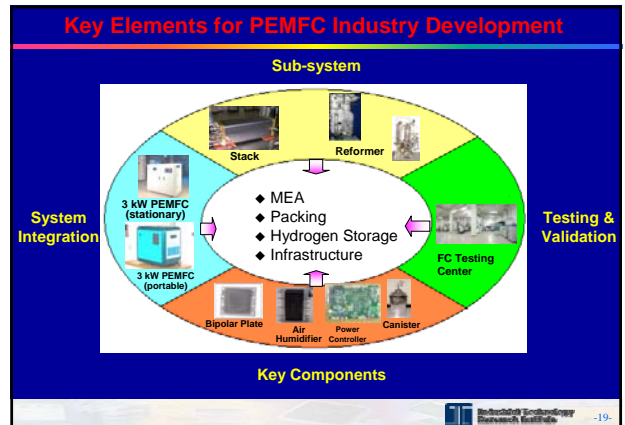 Key Elements for PEMFC Industry Development
Sub-system
Stack
Reformer
3 kW PEMFC
(stationary)
System
Integration
3 kW PEMFC
(portable)
◆ MEA
◆ Packing
◆ Hydrogen Storage
◆ Infrastructure
FC Testing
Center
Testing &
Validation
Bipolar Plate
Air
Humidifier
Power
Controller
Canister
Key Components
Industrial Technology
Research Institute
-19-